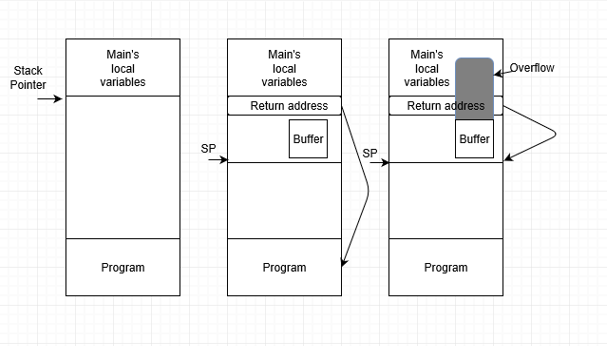 Stack
Pointer
Main's
local
variables
Program
SP
Main's
local
variables
Return address
Buffer
Program
SP
Main's
local
variables
Overflow
Return address
Buffer
Program